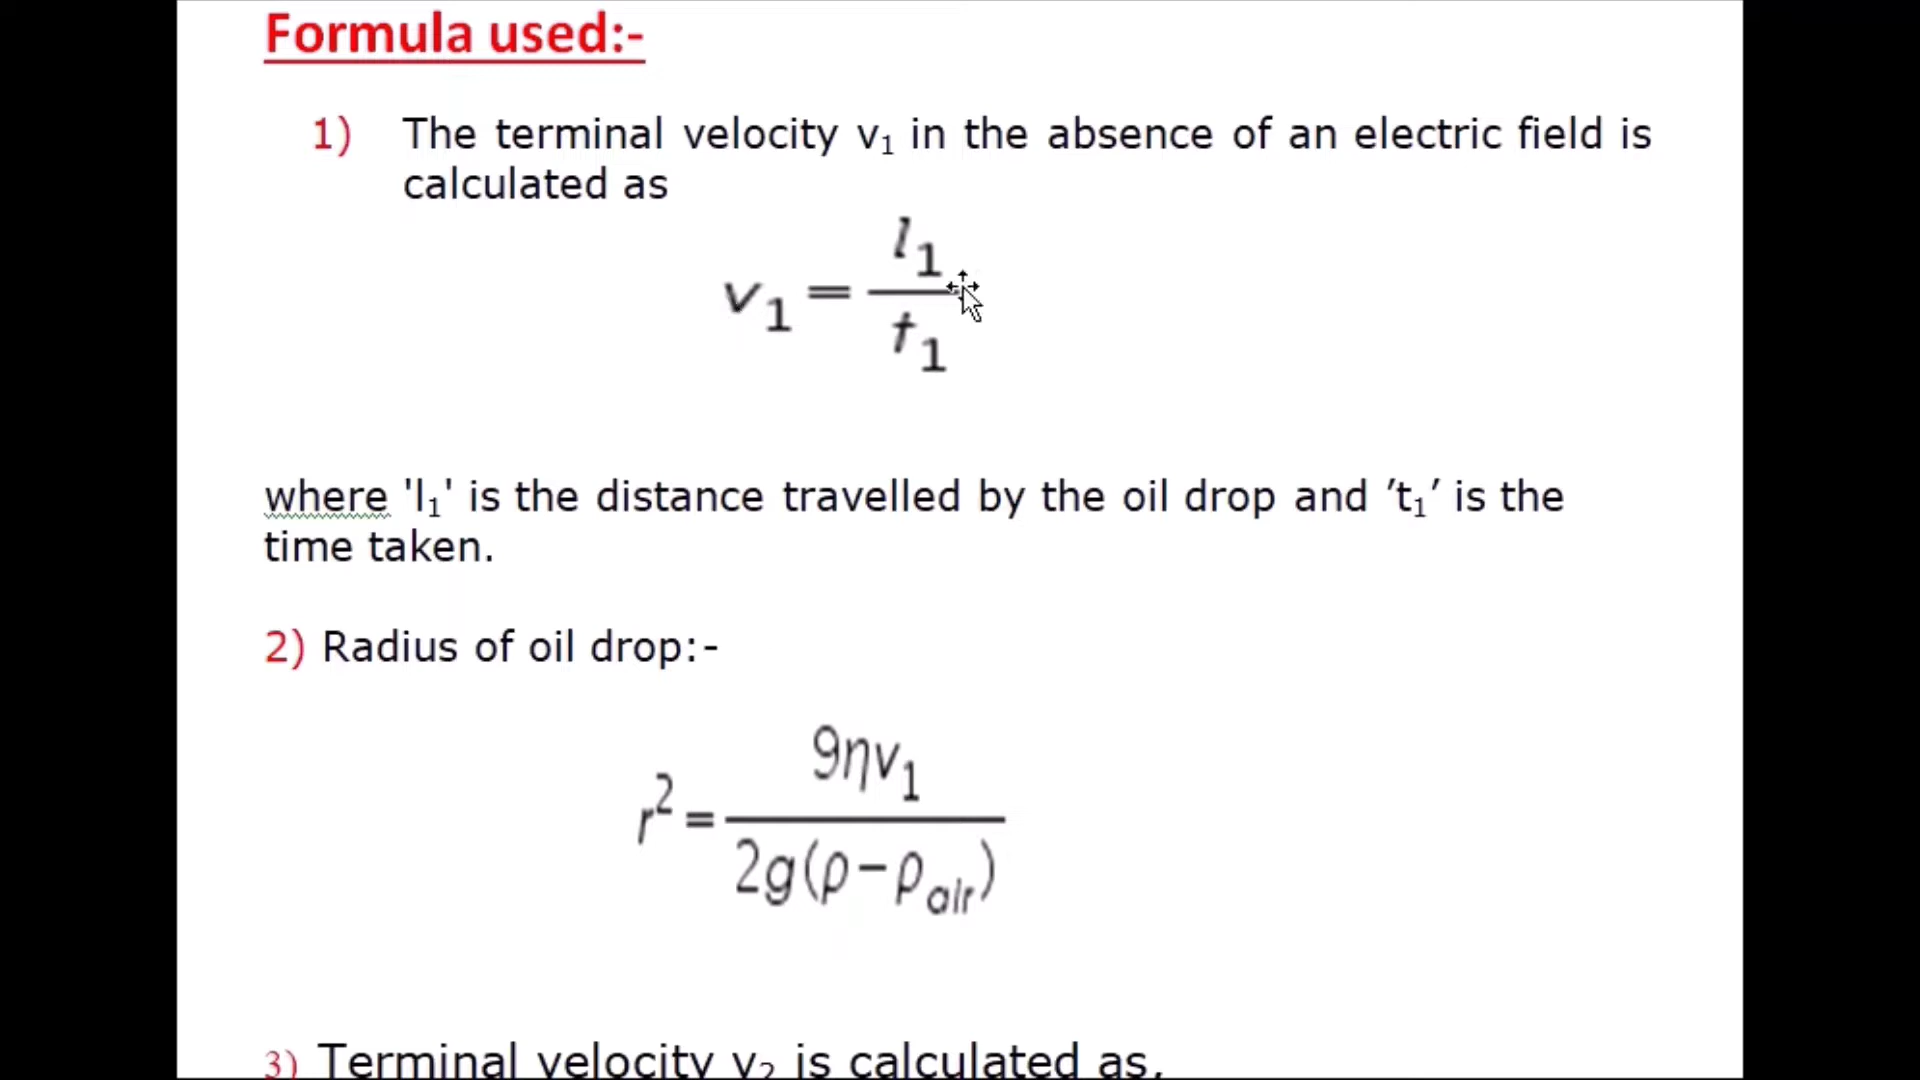 Formula used:-
1) The terminal velocity v₁ in the absence of an electric field is
calculated as
v₁ = l₁ / t₁
where 'l₁' is the distance travelled by the oil drop and ’t₁’ is the
time taken.
2) Radius of oil drop:-
r² = 9ηv₁ / 2g(ρ−ρair)
3) Terminal velocity v₂ is calculated as,